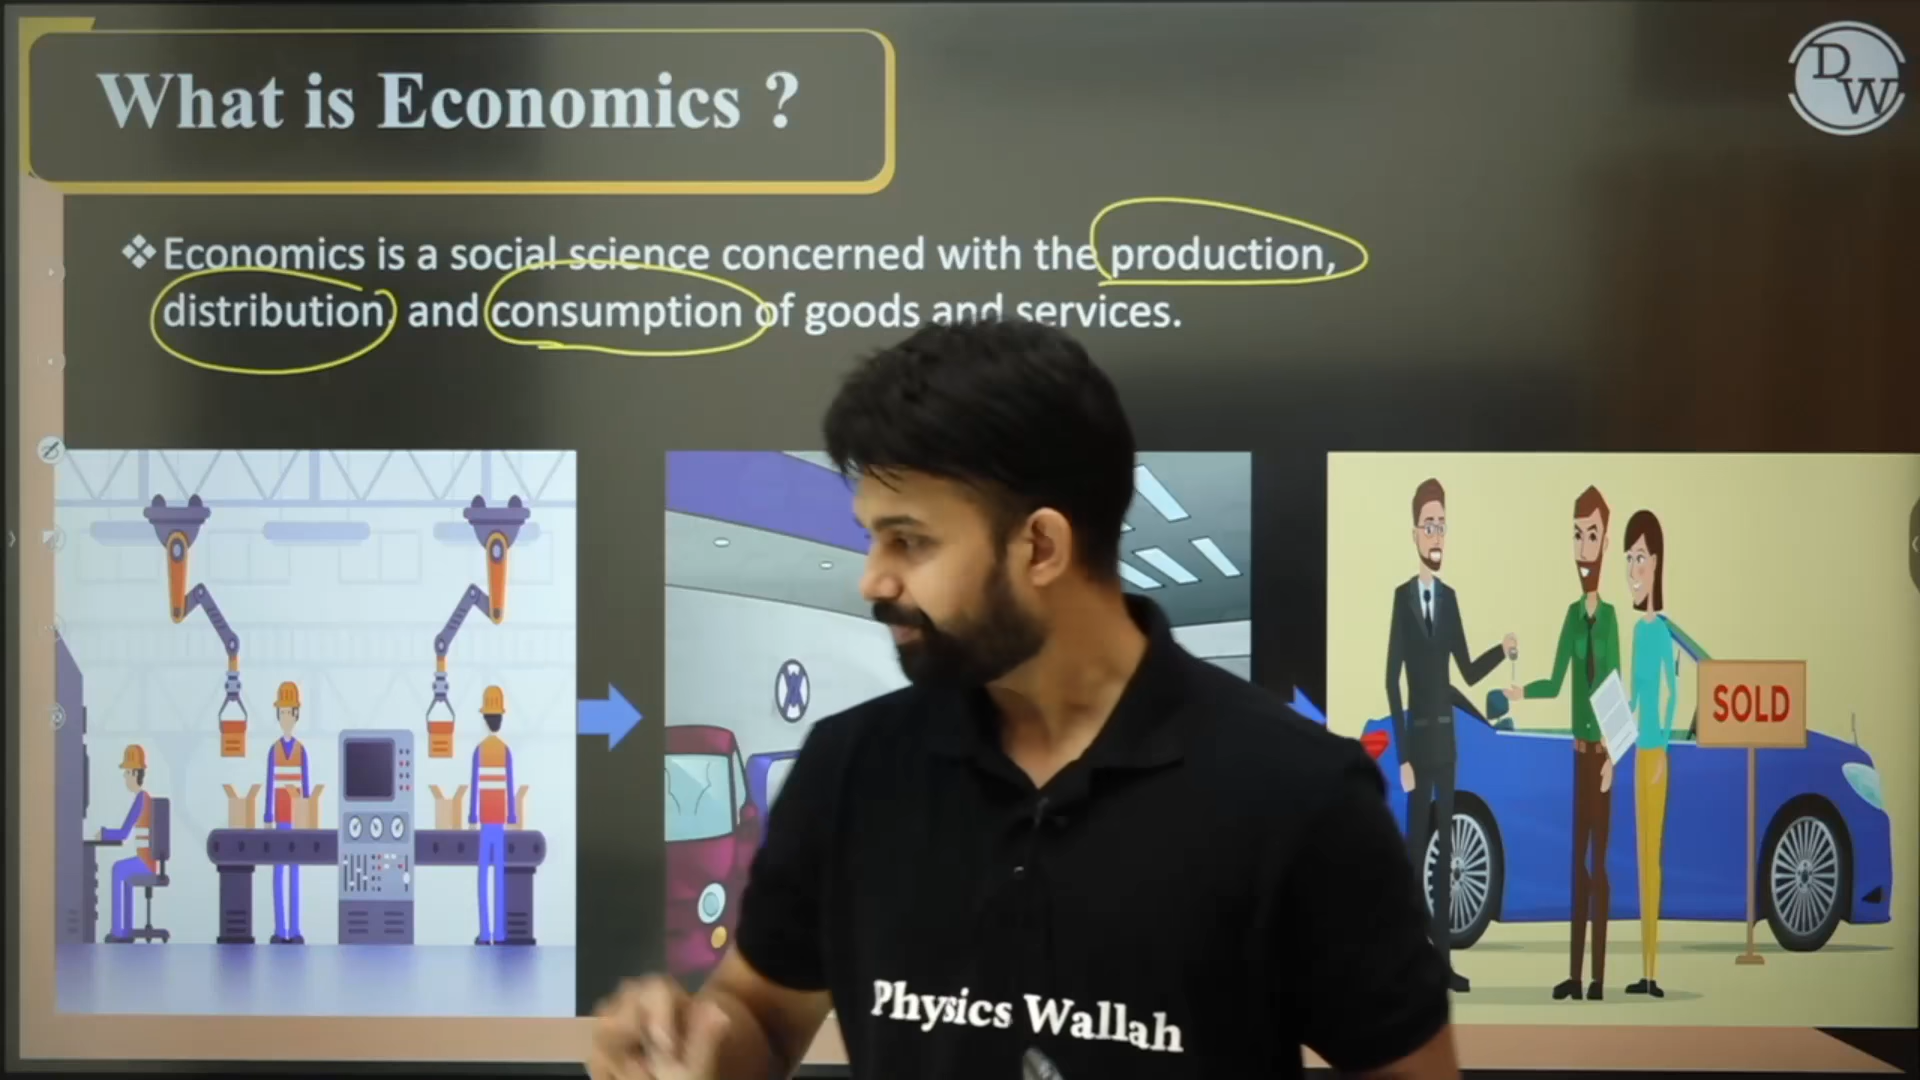 What is Economics ?
D
W
❖ Economics is a social science concerned with the production,
distribution, and consumption of goods and services.
SOLD
Physics Wallah